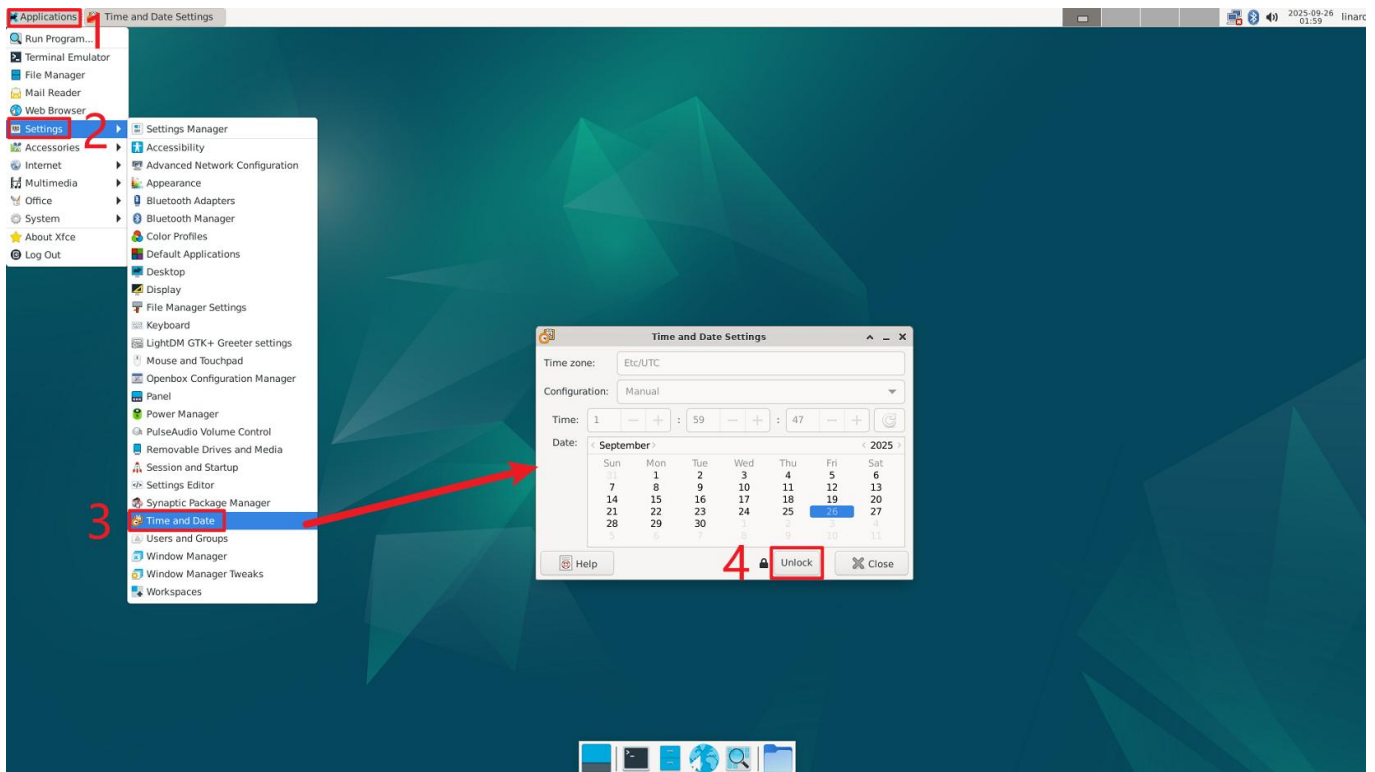 Applications
Time and Date Settings
2025-09-26
01:59
linaro
1
Run Program...
Terminal Emulator
File Manager
Mail Reader
Web Browser
Settings
2
Accessories
Internet
Multimedia
Office
System
About Xfce
Log Out
Settings Manager
Accessibility
Advanced Network Configuration
Appearance
Bluetooth Adapters
Bluetooth Manager
Color Profiles
Default Applications
Desktop
Display
File Manager Settings
Keyboard
LightDM GTK+ Greeter settings
Mouse and Touchpad
Openbox Configuration Manager
Panel
Power Manager
PulseAudio Volume Control
Removable Drives and Media
Session and Startup
Settings Editor
Synaptic Package Manager
3
Time and Date
Users and Groups
Window Manager
Window Manager Tweaks
Workspaces
Time and Date Settings
Time zone: Etc/UTC
Configuration: Manual
Time: 1 — + : 59 — + : 47 — +
Date: < September > < 2025 >
Sun Mon Tue Wed Thu Fri Sat
31 1 2 3 4 5 6
7 8 9 10 11 12 13
14 15 16 17 18 19 20
21 22 23 24 25 26 27
28 29 30 1 2 3 4
5 6 7 8 9 10 11
Help
4
Unlock
Close